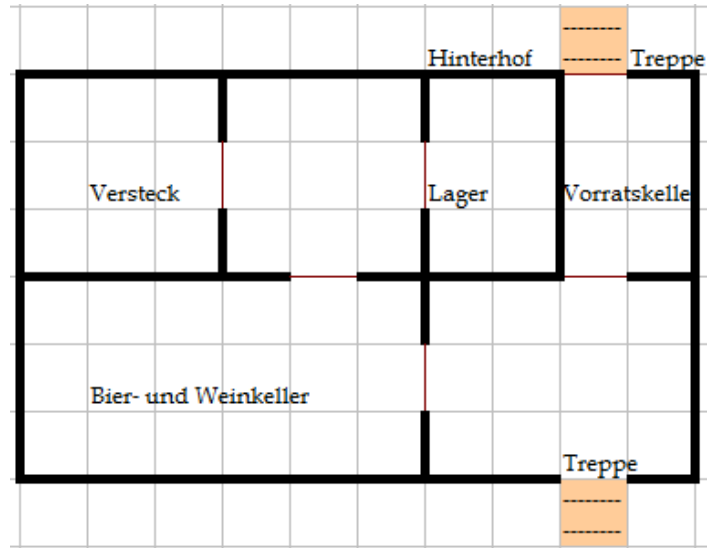 Hinterhof
Treppe
Versteck
Lager
Vorratskelle
Bier- und Weinkeller
Treppe